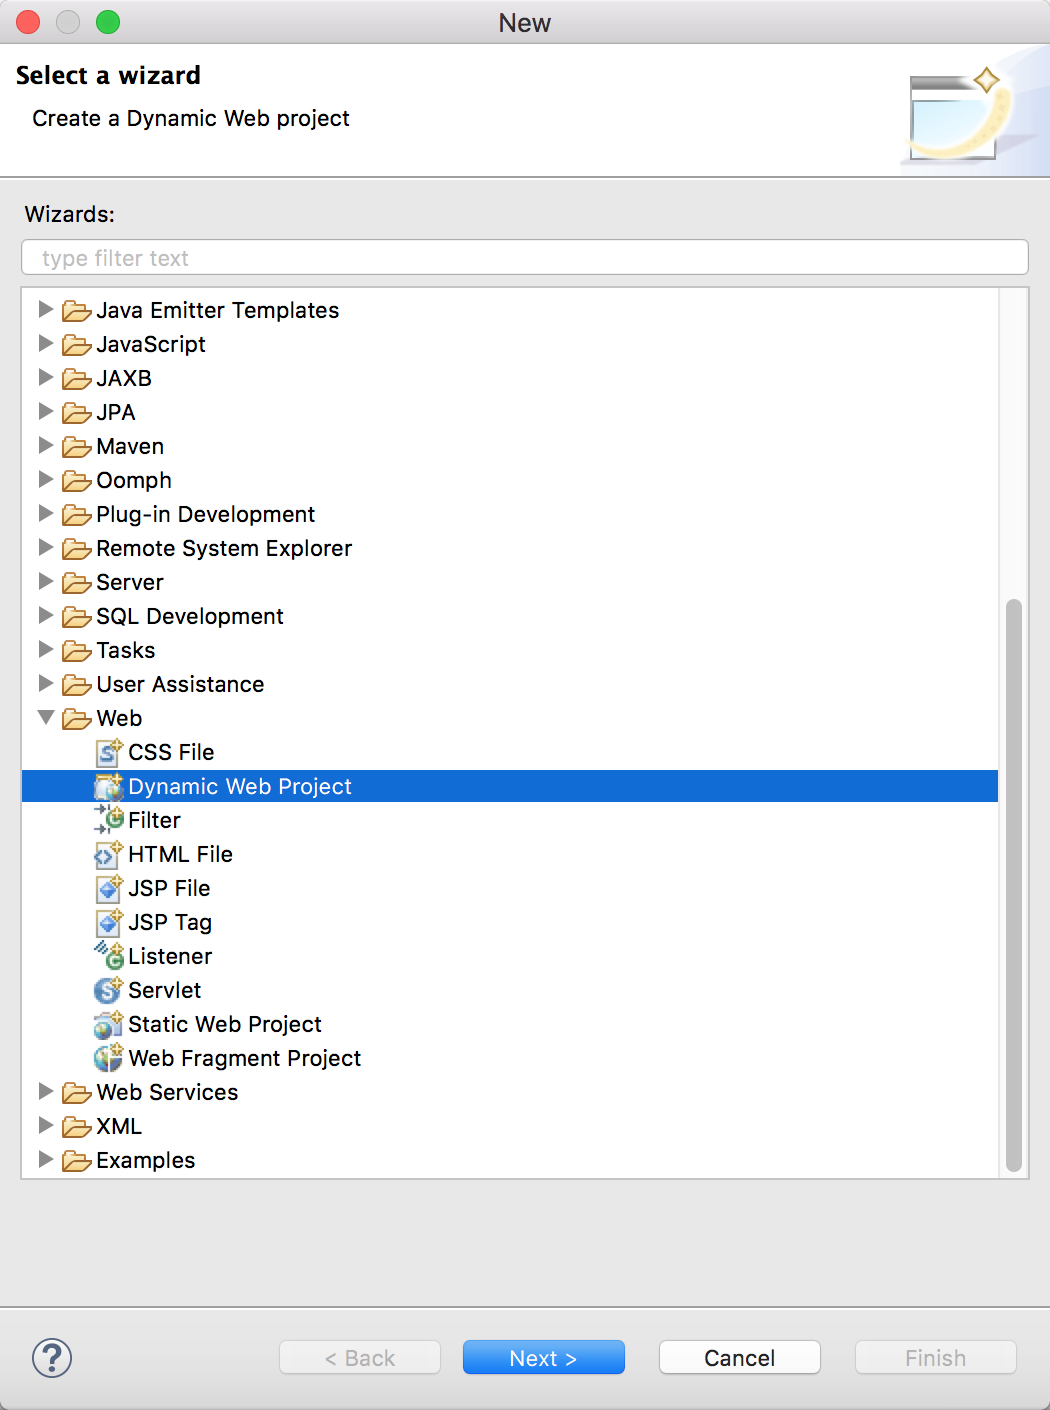 New
Select a wizard
Create a Dynamic Web project
Wizards:
type filter text
Java Emitter Templates
JavaScript
JAXB
JPA
Maven
Oomph
Plug-in Development
Remote System Explorer
Server
SQL Development
Tasks
User Assistance
Web
CSS File
Dynamic Web Project
Filter
HTML File
JSP File
JSP Tag
Listener
Servlet
Static Web Project
Web Fragment Project
Web Services
XML
Examples
? < Back Next > Cancel Finish